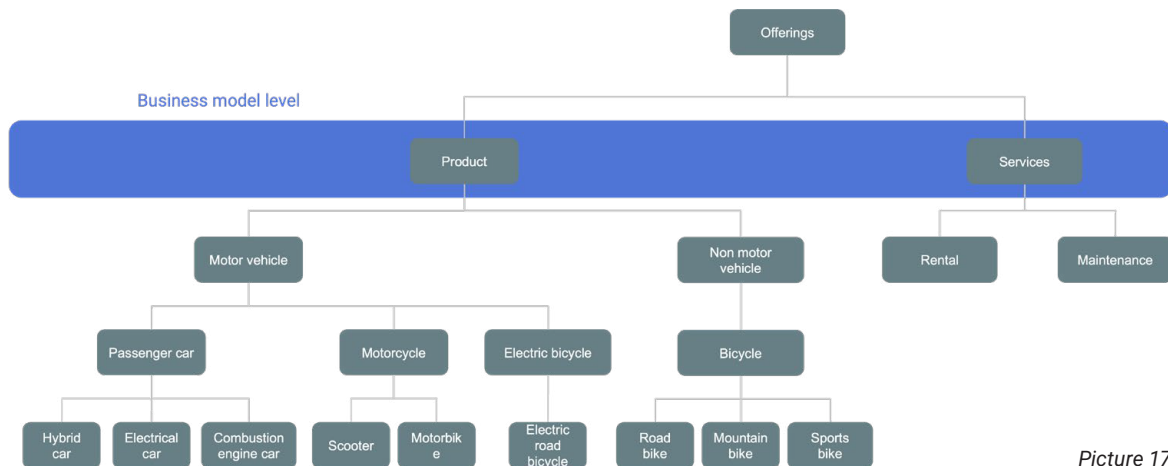 Offerings
Business model level
Product
Services
Motor vehicle
Non motor
vehicle
Rental
Maintenance
Passenger car
Motorcycle
Electric bicycle
Bicycle
Hybrid
car
Electrical
car
Combustion
engine car
Scooter
Motorbik
e
Electric
road
bicycle
Road
bike
Mountain
bike
Sports
bike
Picture 17